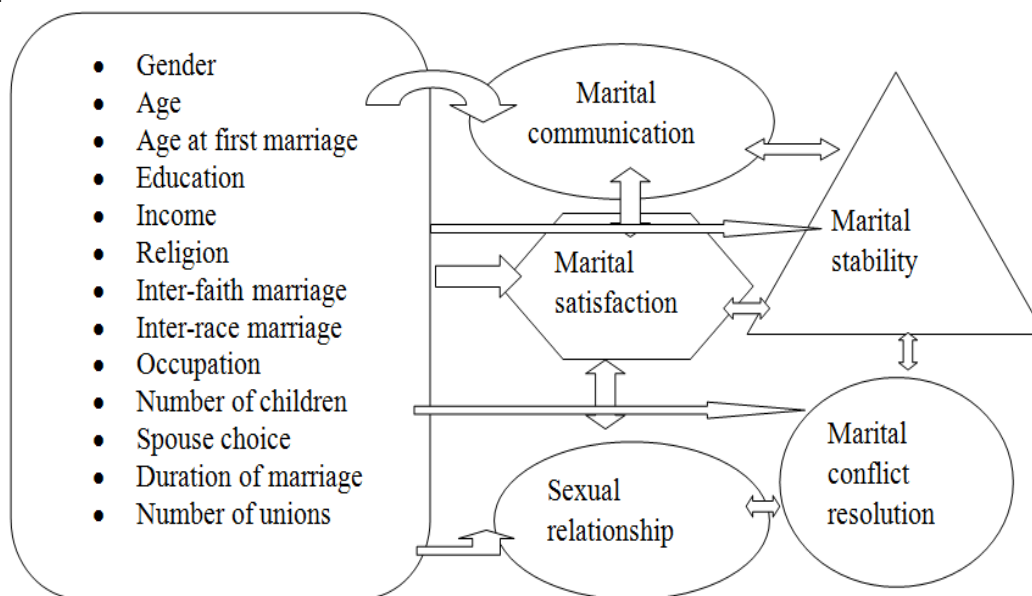 • Gender
• Age
• Age at first marriage
• Education
• Income
• Religion
• Inter-faith marriage
• Inter-race marriage
• Occupation
• Number of children
• Spouse choice
• Duration of marriage
• Number of unions
Marital
communication
Marital
satisfaction
Marital
stability
Sexual
relationship
Marital
conflict
resolution